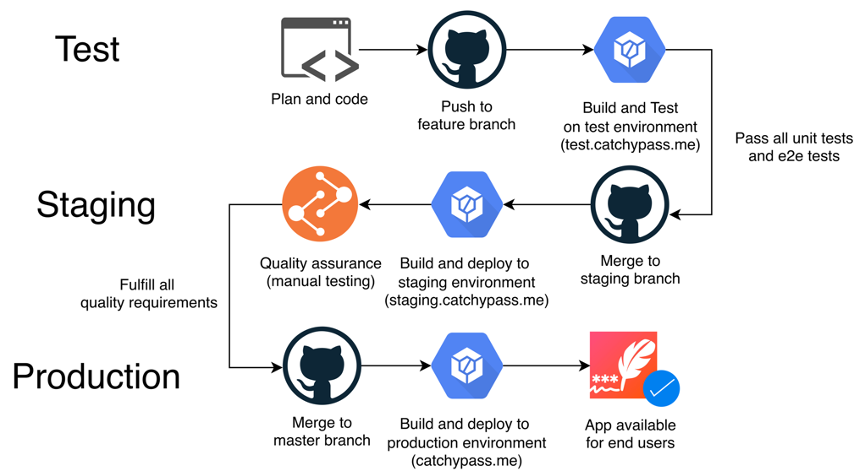 Test
Plan and code
Push to
feature branch
Build and Test
on test environment
(test.catchypass.me)
Pass all unit tests
and e2e tests
Staging
Quality assurance
(manual testing)
Build and deploy to
staging environment
(staging.catchypass.me)
Merge to
staging branch
Fulfill all
quality requirements
Production
Merge to
master branch
Build and deploy to
production environment
(catchypass.me)
***
App available
for end users